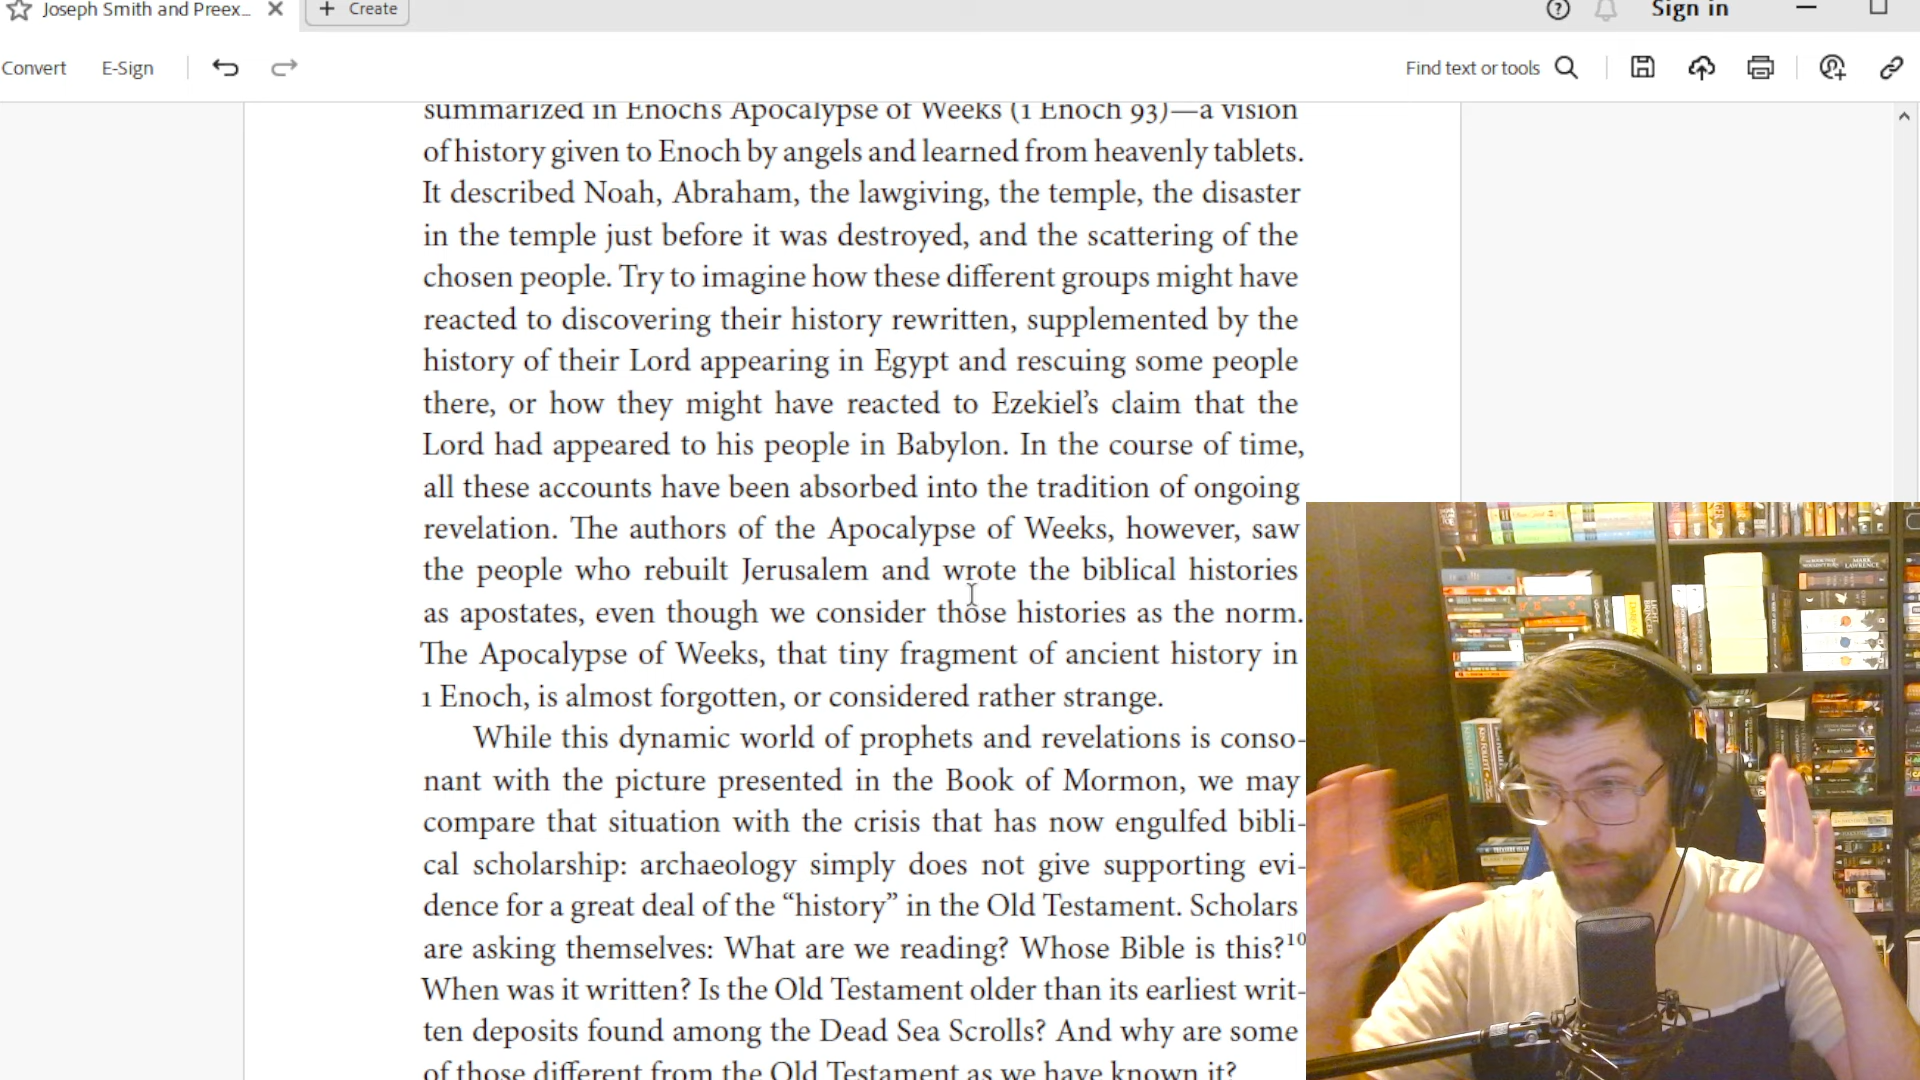 Joseph Smith and Preex...
Create
Sign in
Convert
E-Sign
Find text or tools
summarized in Enoch's Apocalypse of Weeks (1 Enoch 93)—a vision
of history given to Enoch by angels and learned from heavenly tablets.
It described Noah, Abraham, the lawgiving, the temple, the disaster
in the temple just before it was destroyed, and the scattering of the
chosen people. Try to imagine how these different groups might have
reacted to discovering their history rewritten, supplemented by the
history of their Lord appearing in Egypt and rescuing some people
there, or how they might have reacted to Ezekiel's claim that the
Lord had appeared to his people in Babylon. In the course of time,
all these accounts have been absorbed into the tradition of ongoing
revelation. The authors of the Apocalypse of Weeks, however, saw
the people who rebuilt Jerusalem and wrote the biblical histories
as apostates, even though we consider those histories as the norm.
The Apocalypse of Weeks, that tiny fragment of ancient history in
1 Enoch, is almost forgotten, or considered rather strange.
While this dynamic world of prophets and revelations is conso-
nant with the picture presented in the Book of Mormon, we may
compare that situation with the crisis that has now engulfed bibli-
cal scholarship: archaeology simply does not give supporting evi-
dence for a great deal of the “history” in the Old Testament. Scholars
are asking themselves: What are we reading? Whose Bible is this?10
When was it written? Is the Old Testament older than its earliest writ-
ten deposits found among the Dead Sea Scrolls? And why are some
of those different from the Old Testament as we have known it?